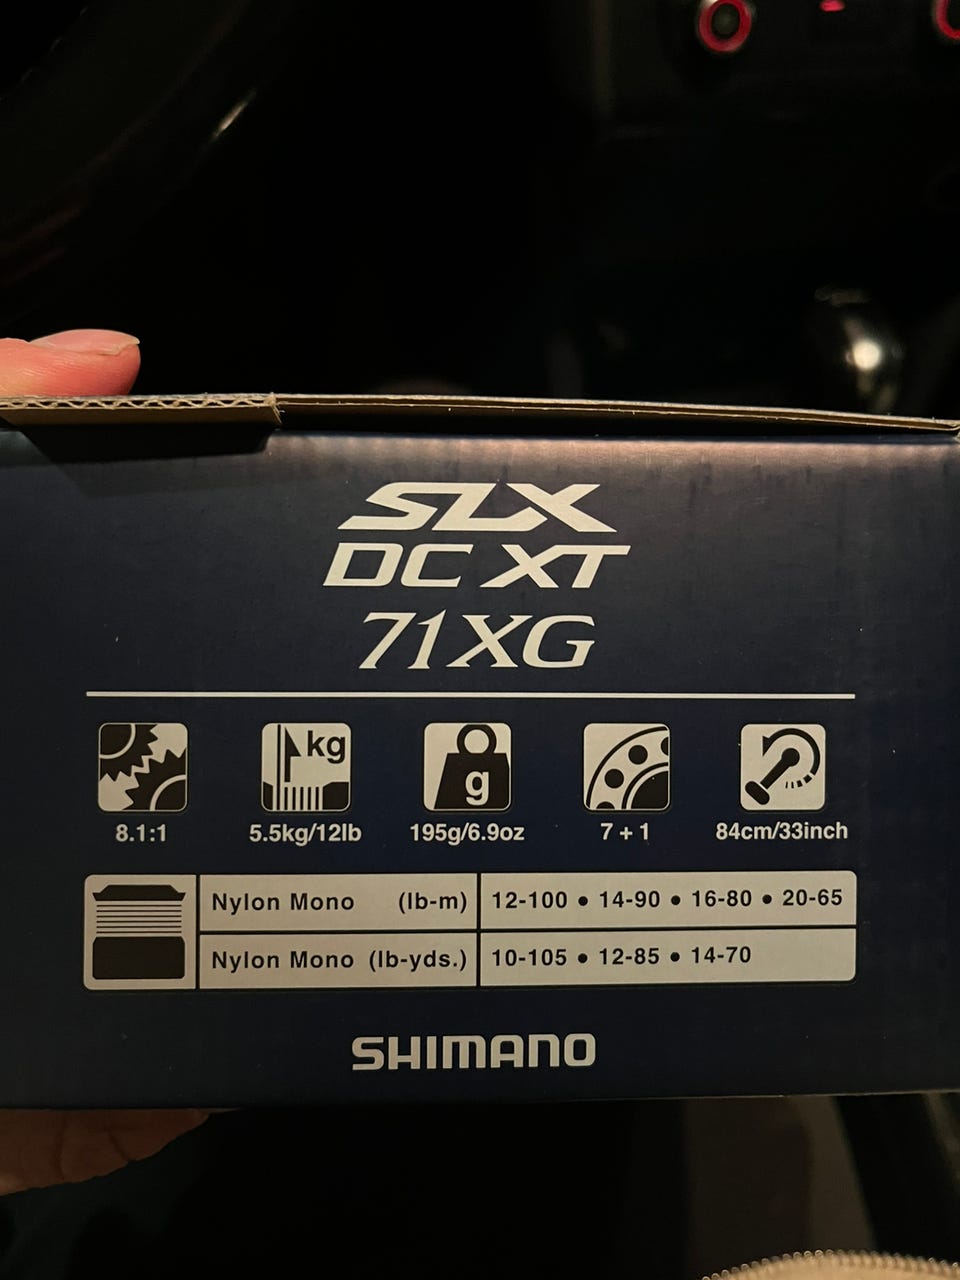 SLX
DC XT
71XG
kg
g
8.1:1 5.5kg/12lb 195g/6.9oz 7 + 1 84cm/33inch
Nylon Mono (lb-m) 12-100 • 14-90 • 16-80 • 20-65
Nylon Mono (lb-yds.) 10-105 • 12-85 • 14-70
SHIMANO